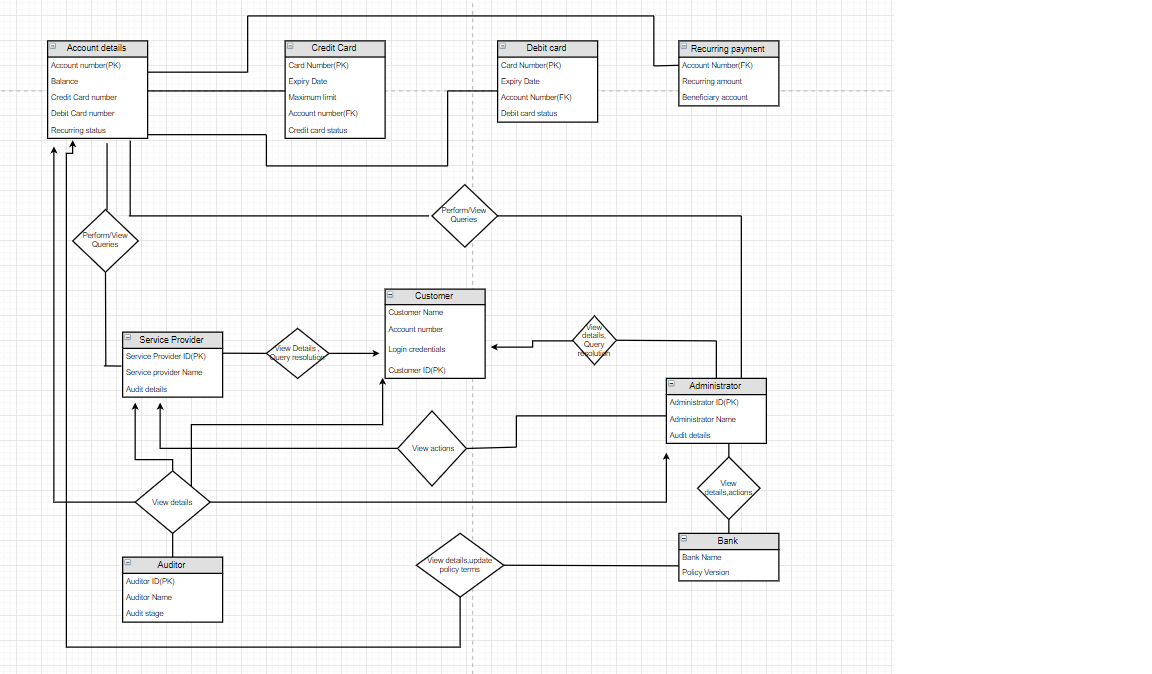 Account details
Account number(PK)
Balance
Credit Card number
Debit Card number
Recurring status
Credit Card
Card Number(PK)
Expiry Date
Maximum limit
Account number(FK)
Credit card status
Debit card
Card Number(PK)
Expiry Date
Account Number(FK)
Debit card status
Recurring payment
Account Number(FK)
Recurring amount
Beneficiary account
Perform/View
Queries
Perform/View
Queries
Customer
Customer Name
Account number
Login credentials
Customer ID(PK)
Service Provider
Service Provider ID(PK)
Service provider Name
Audit details
View Details ,
Query resolution
View
details,
Query
resolution
Administrator
Administrator ID(PK)
Administrator Name
Audit details
View actions
View details
View
details,actions
Bank
Bank Name
Policy Version
Auditor
Auditor ID(PK)
Auditor Name
Audit stage
View details,update
policy terms